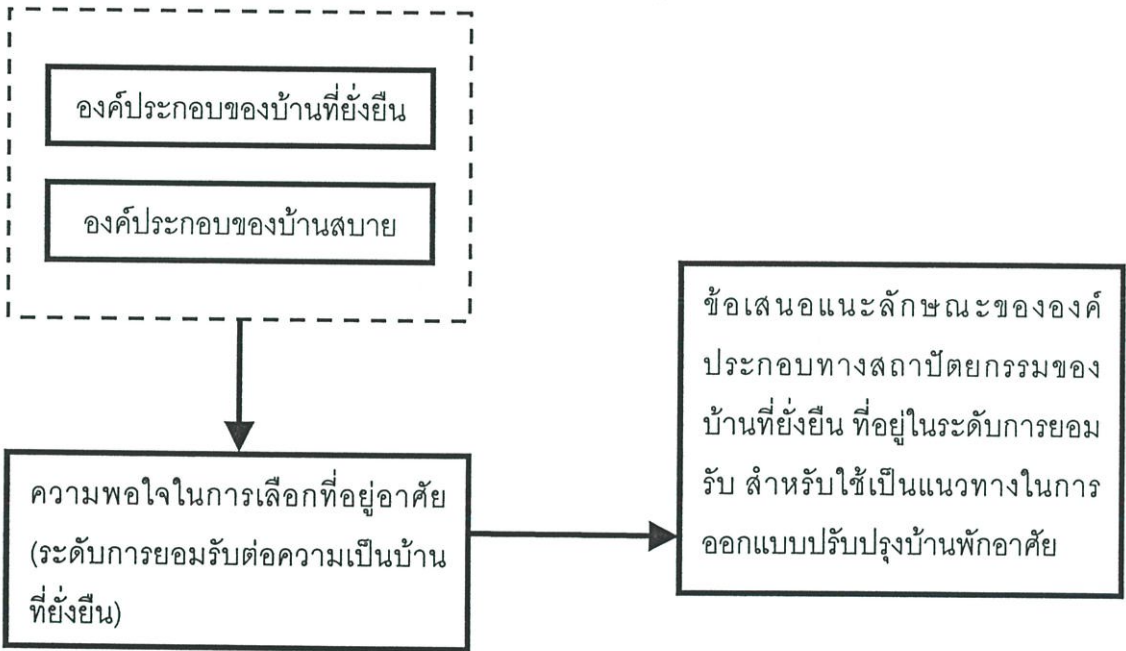 องค์ประกอบของบ้านที่ยั่งยืน
องค์ประกอบของบ้านสบาย
ความพอใจในการเลือกที่อยู่อาศัย
(ระดับการยอมรับต่อความเป็นบ้าน
ที่ยั่งยืน)
ข้อเสนอแนะลักษณะขององค์
ประกอบทางสถาปัตยกรรมของ
บ้านที่ยั่งยืน ที่อยู่ในระดับการยอม
รับ สำหรับใช้เป็นแนวทางในการ
ออกแบบปรับปรุงบ้านพักอาศัย